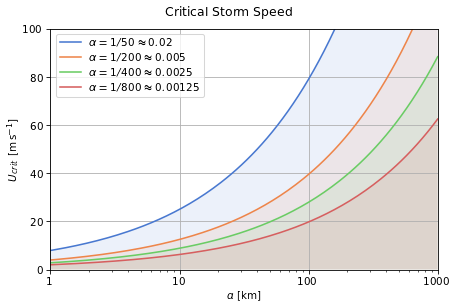 Critical Storm Speed
α = 1/50 ≈ 0.02
α = 1/200 ≈ 0.005
α = 1/400 ≈ 0.0025
α = 1/800 ≈ 0.00125
100
80
60
40
20
0
U_crit [m s⁻¹]
1
10
100
1000
a [km]